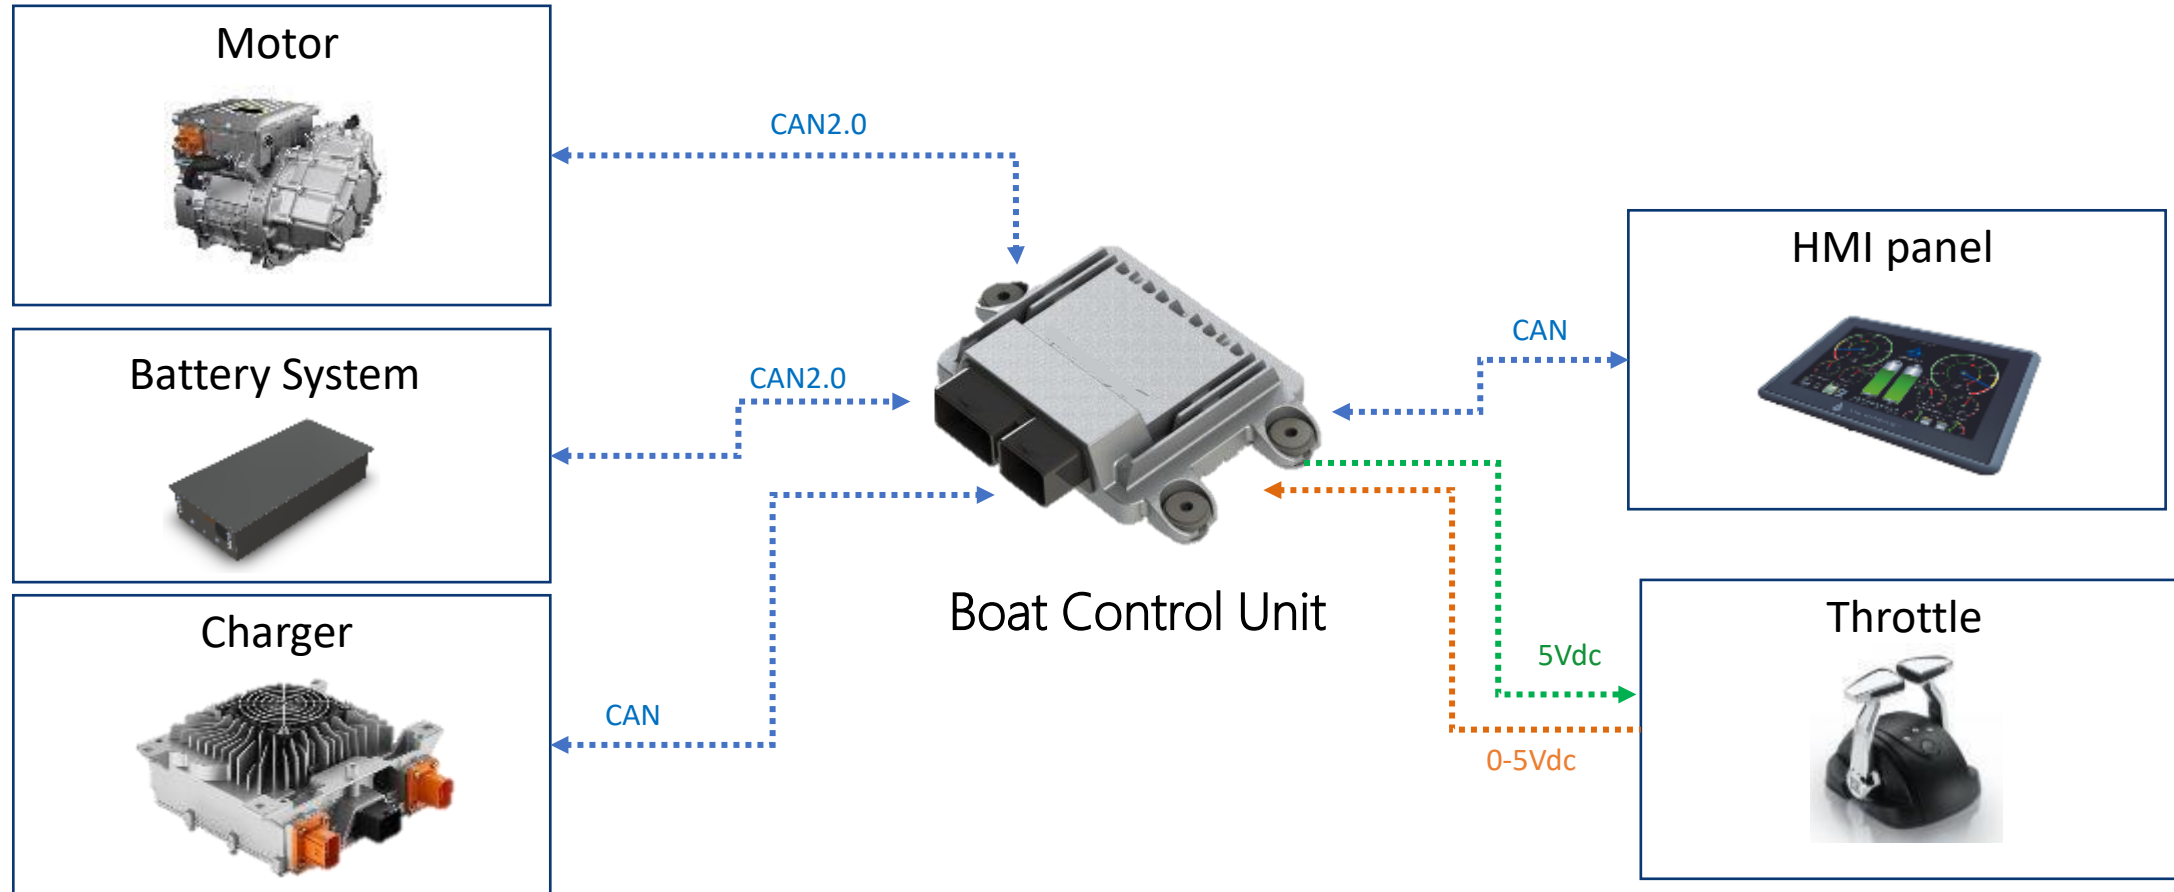 Motor
CAN2.0
HMI panel
CAN
Battery System
CAN2.0
Boat Control Unit
Charger
CAN
Throttle
5Vdc
0-5Vdc